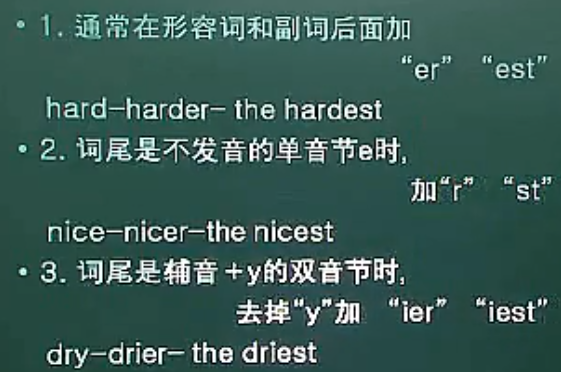 • 1. 通常在形容词和副词后面加
“er” “est”
hard-harder- the hardest
• 2. 词尾是不发音的单音节e时,
加“r” “st”
nice-nicer-the nicest
• 3. 词尾是辅音+y的双音节时,
去掉“y”加 “ier” “iest”
dry-drier- the driest